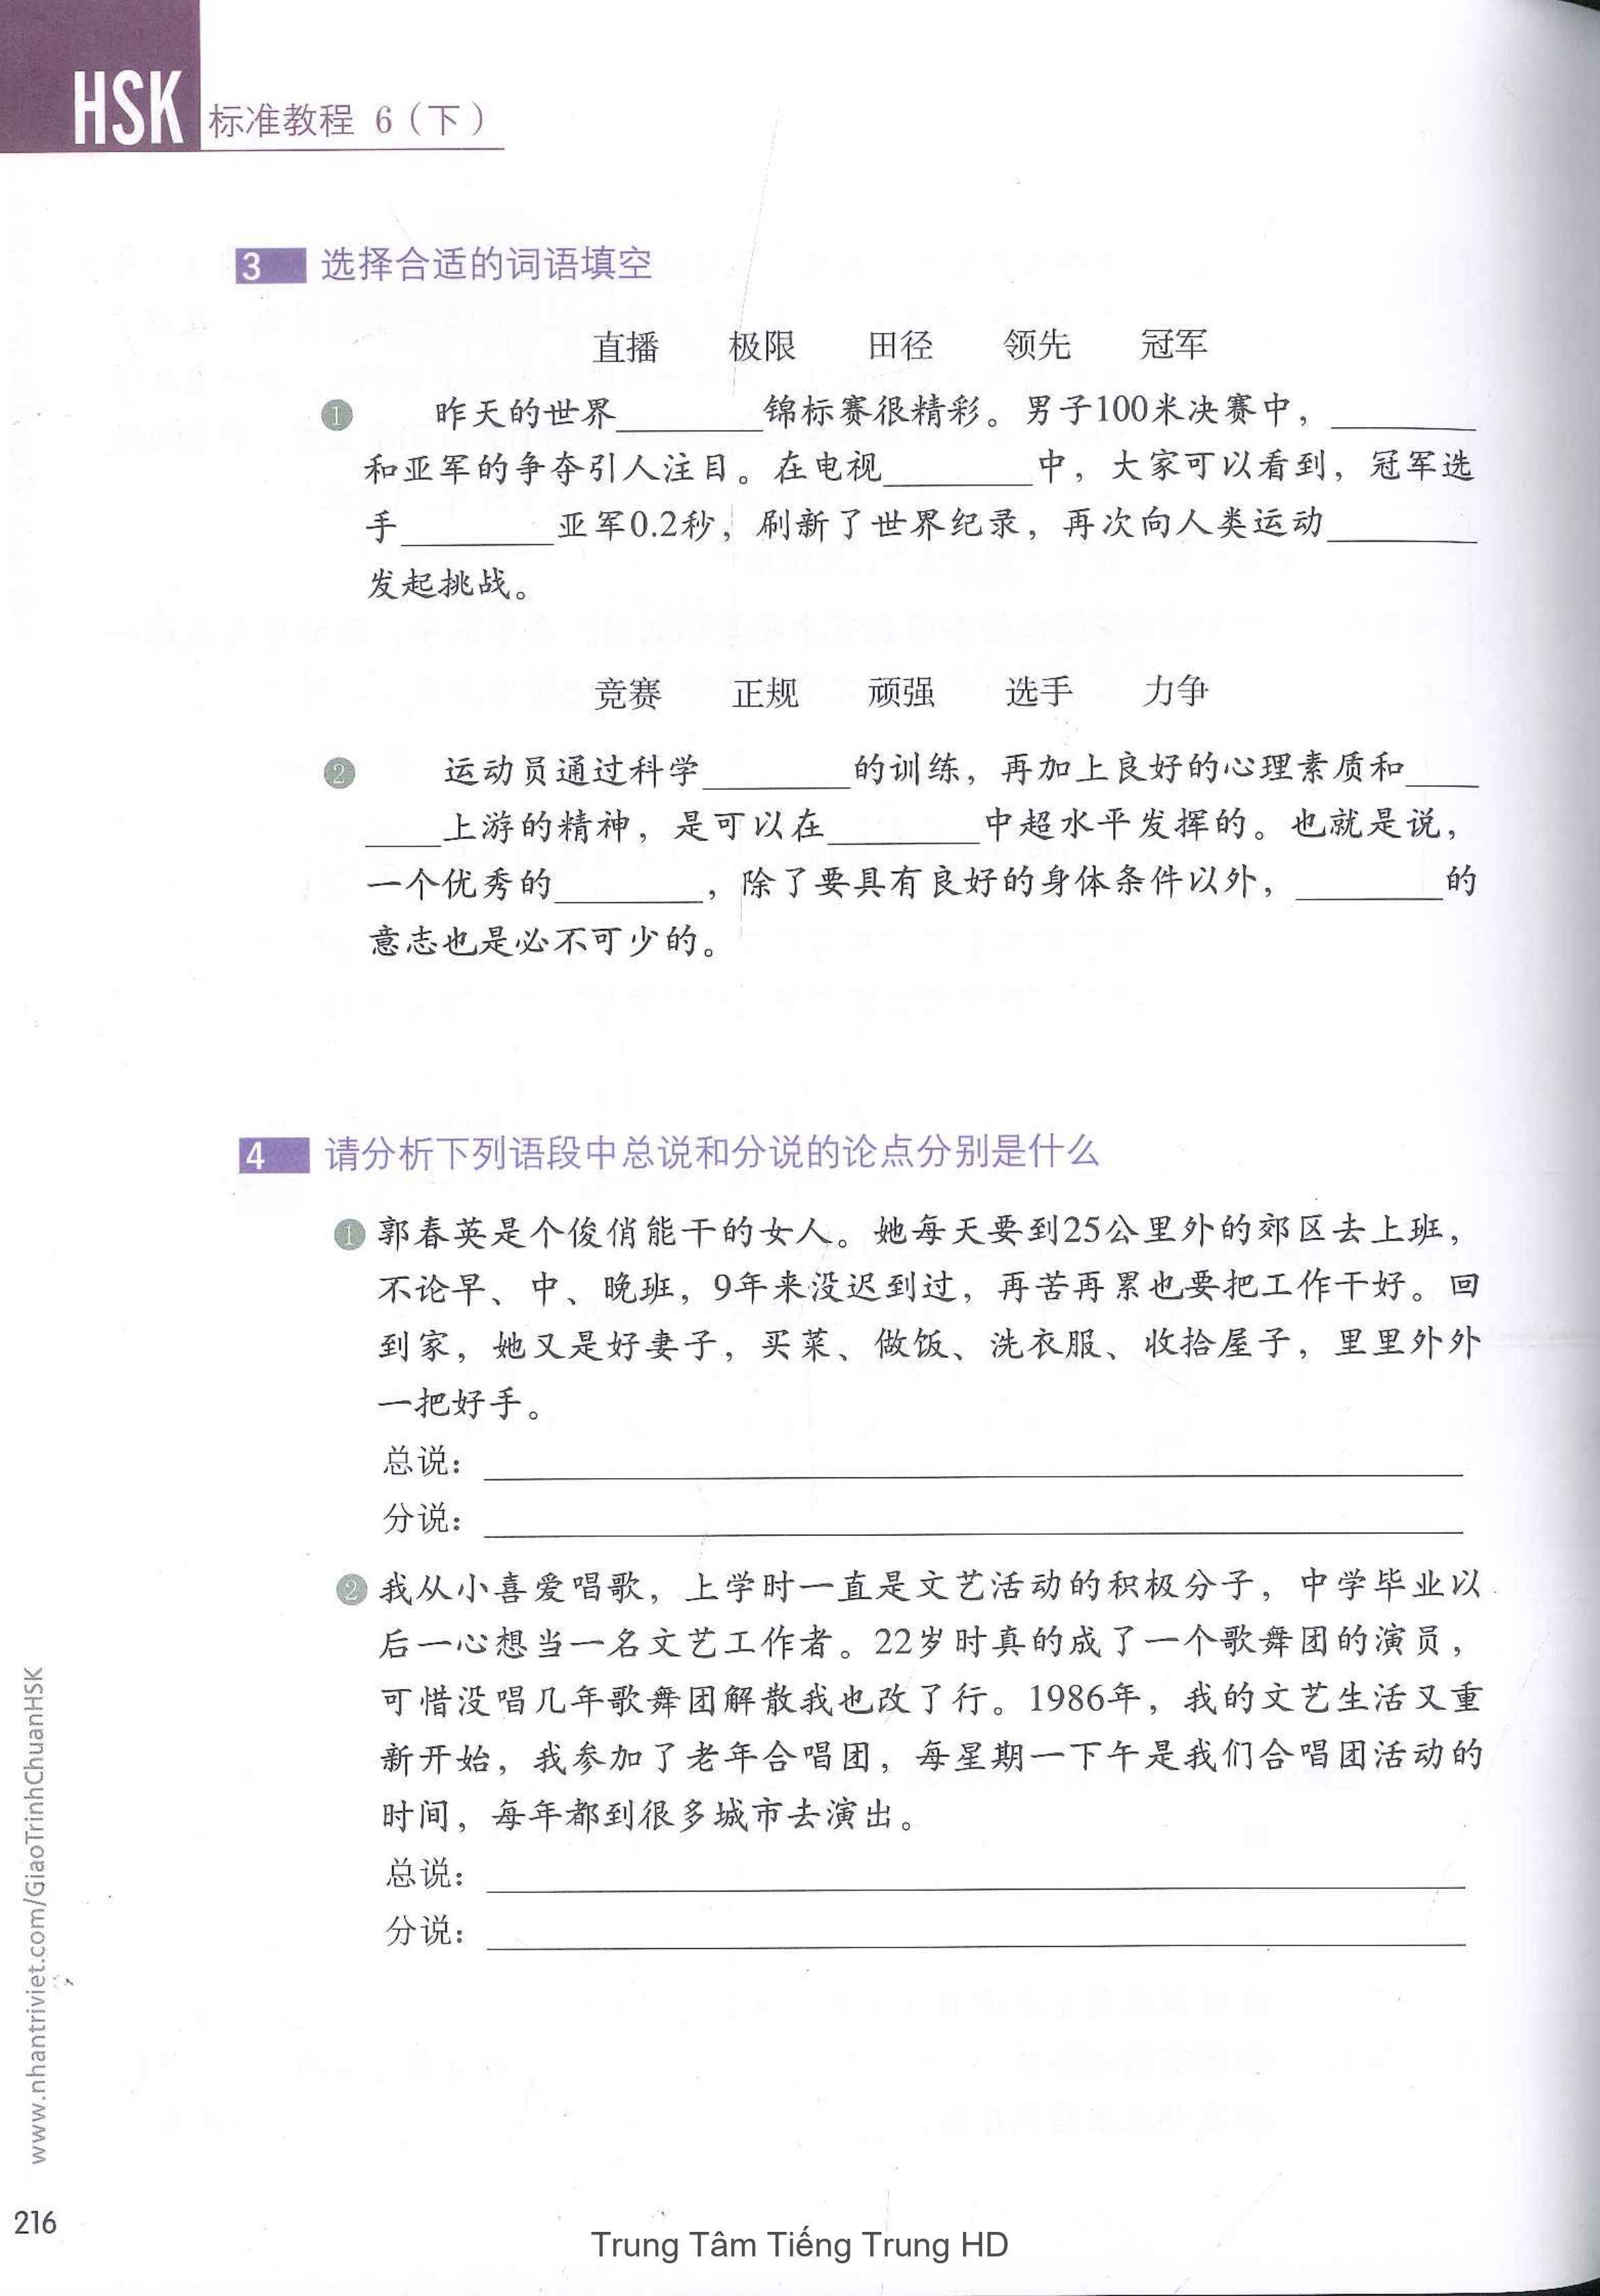 HSK 标准教程 6（下）
3 选择合适的词语填空
直播 极限 田径 领先 冠军
1 昨天的世界________锦标赛很精彩。男子100米决赛中，________
和亚军的争夺引人注目。在电视________中，大家可以看到，冠军选
手________亚军0.2秒，刷新了世界纪录，再次向人类运动________
发起挑战。
竞赛 正规 顽强 选手 力争
2 运动员通过科学________的训练，再加上良好的心理素质和____
____上游的精神，是可以在________中超水平发挥的。也就是说，
一个优秀的________，除了要具有良好的身体条件以外，________的
意志也是必不可少的。
4 请分析下列语段中总说和分说的论点分别是什么
1 郭春英是个俊俏能干的女人。她每天要到25公里外的郊区去上班，
不论早、中、晚班，9年来没迟到过，再苦再累也要把工作干好。回
到家，她又是好妻子，买菜、做饭、洗衣服、收拾屋子，里里外外
一把好手。
总说：
分说：
2 我从小喜爱唱歌，上学时一直是文艺活动的积极分子，中学毕业以
后一心想当一名文艺工作者。22岁时真的成了一个歌舞团的演员，
可惜没唱几年歌舞团解散我也改了行。1986年，我的文艺生活又重
新开始，我参加了老年合唱团，每星期一下午是我们合唱团活动的
时间，每年都到很多城市去演出。
总说：
分说：
www.nhantriviet.com/GiaoTrinhChuanHSK
216
Trung Tâm Tiếng Trung HD